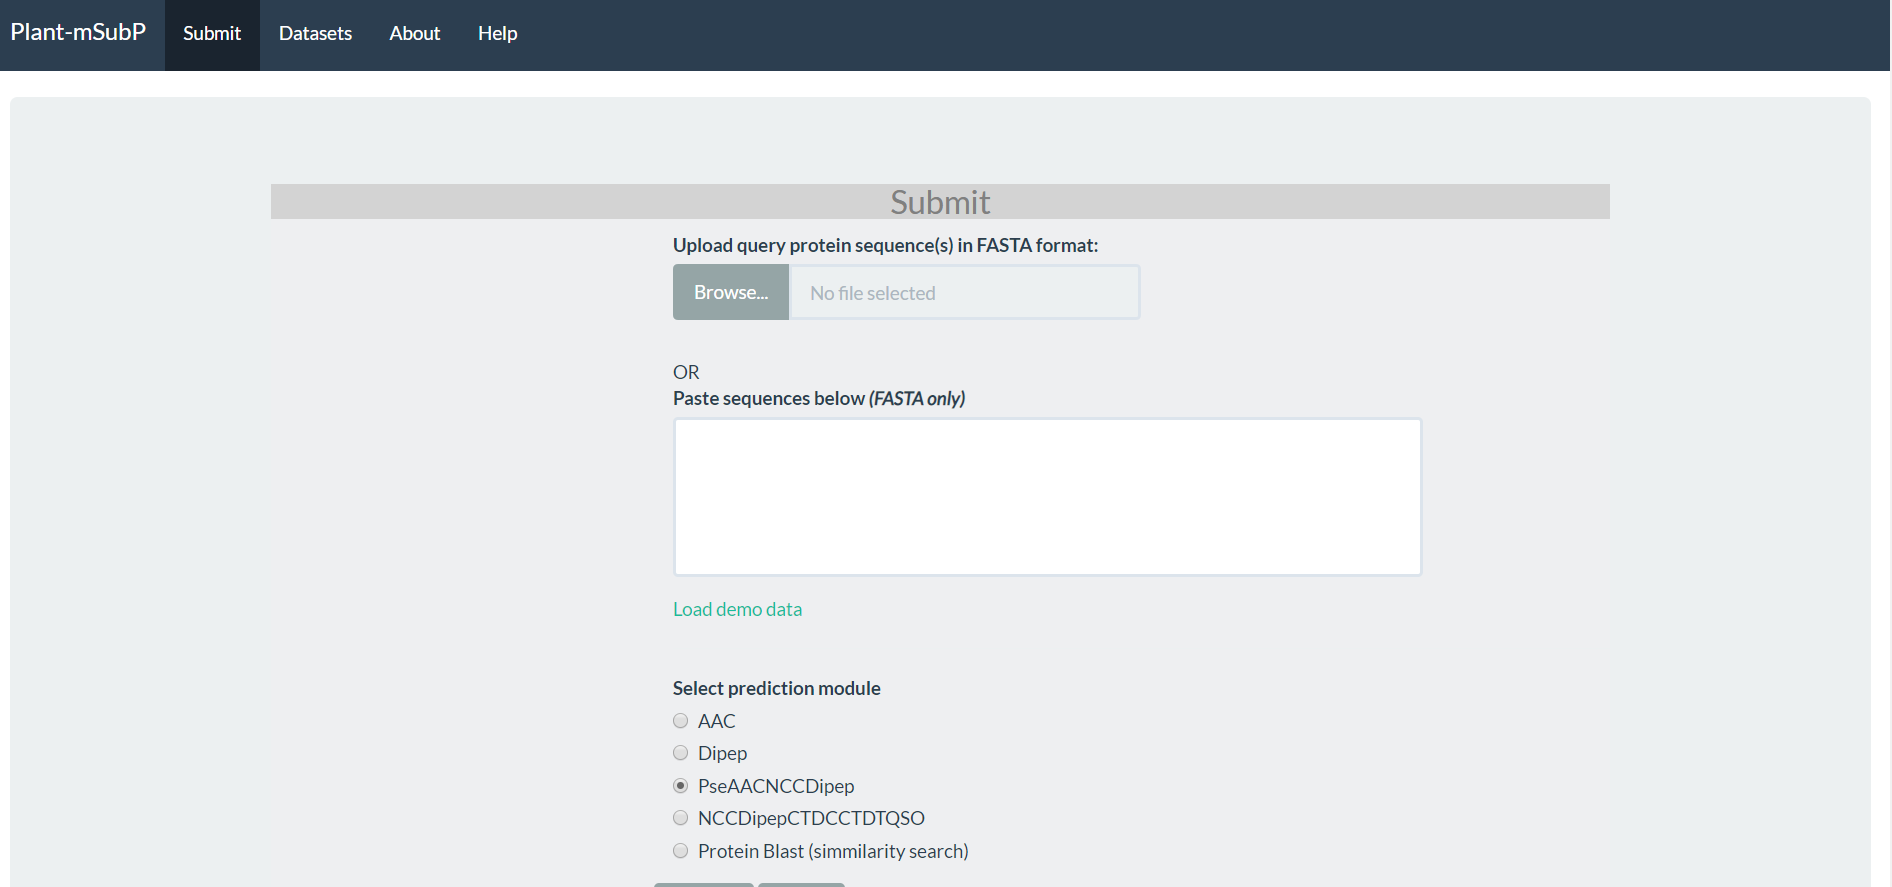 Plant-mSubP Submit Datasets About Help
Submit
Upload query protein sequence(s) in FASTA format:
Browse... No file selected
OR
Paste sequences below (FASTA only)
Load demo data
Select prediction module
AAC
Dipep
PseAACNCCDipep
NCCDipepCTDCCTDTQSO
Protein Blast (simmilarity search)